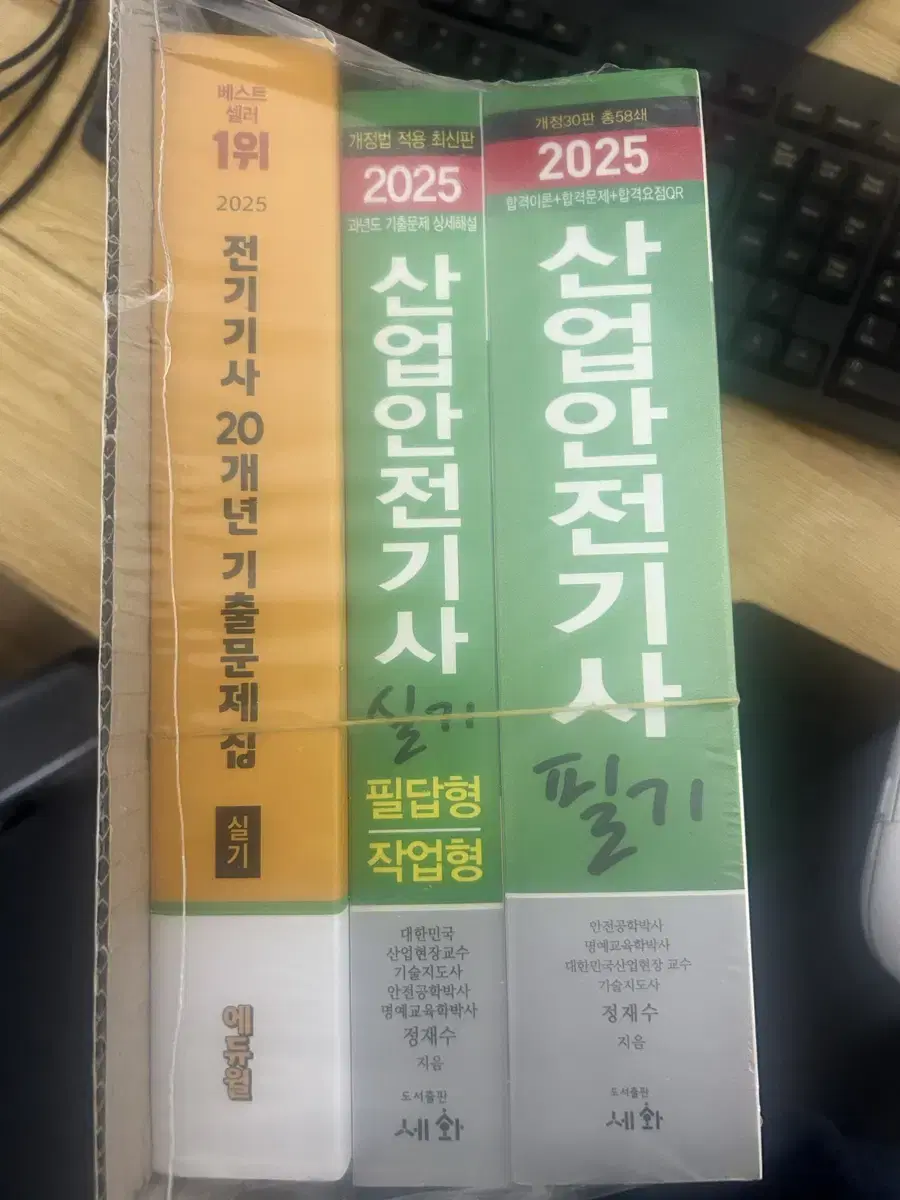 베스트
셀러
1위
2025
전기기사 20개년 기출문제집
실기
에듀윌
개정법 적용 최신판
2025
과년도 기출문제 상세해설
산업안전기사
실기
필답형
작업형
대한민국
산업현장교수
기술지도사
안전공학박사
명예교육학박사
정재수
지음
도서출판
세화
개정30판 총58쇄
2025
합격이론+합격문제+합격요점QR
산업안전기사
필기
안전공학박사
명예교육학박사
대한민국산업현장 교수
기술지도사
정재수
지음
도서출판
세화